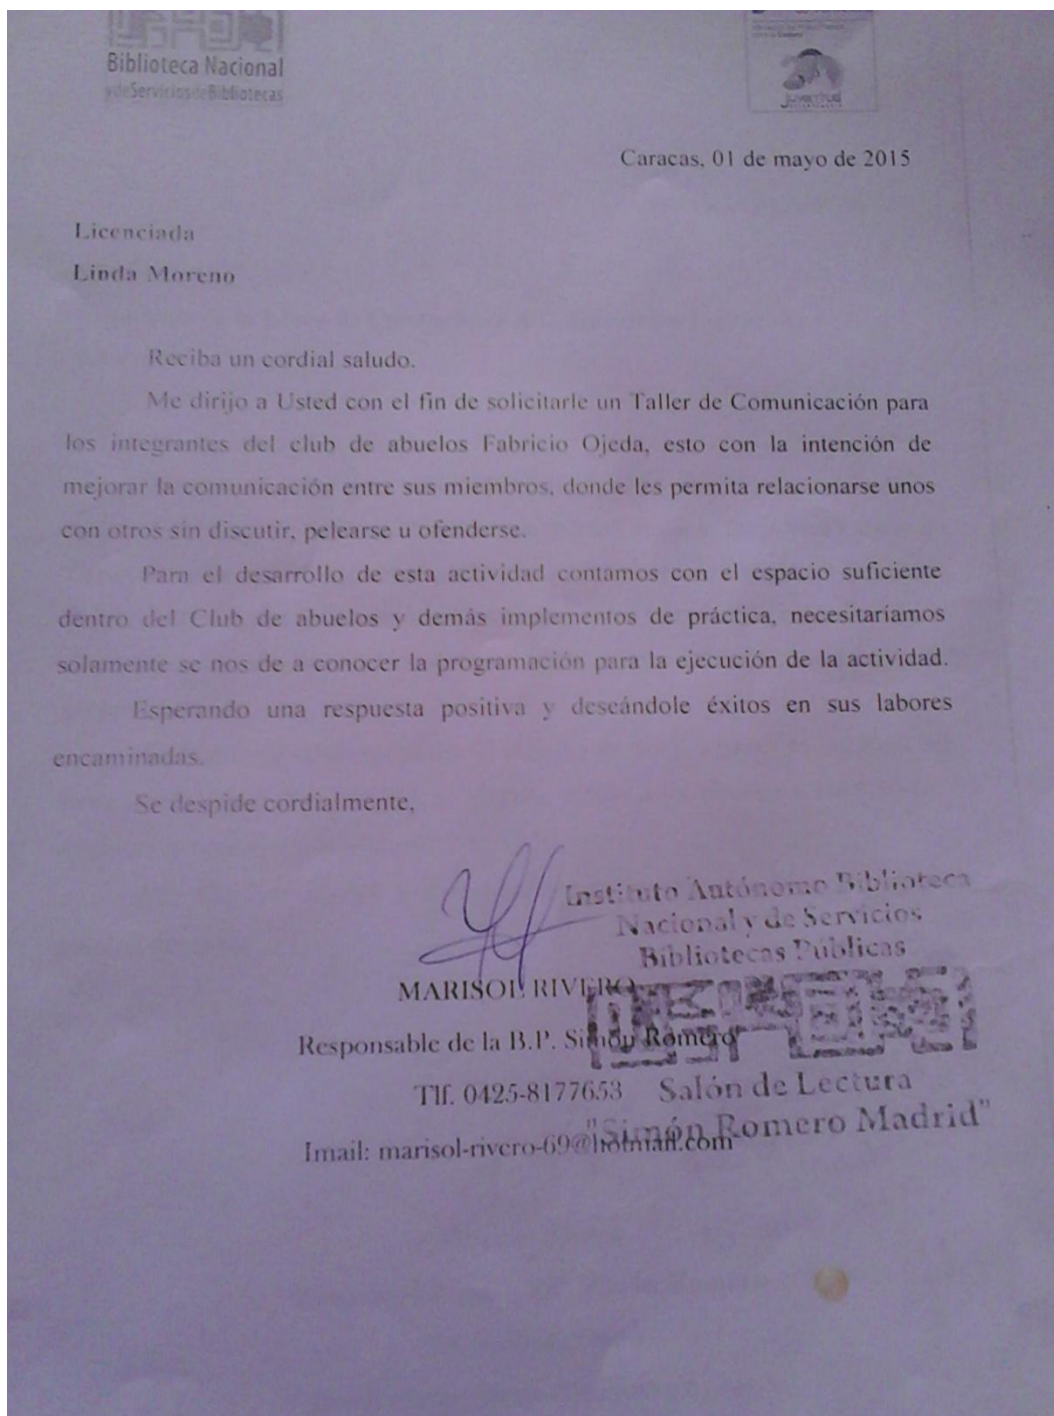 Biblioteca Nacional
y de Servicios de Bibliotecas
Juventud
Caracas, 01 de mayo de 2015
Licenciada
Linda Moreno
Reciba un cordial saludo.
Me dirijo a Usted con el fin de solicitarle un Taller de Comunicación para
los integrantes del club de abuelos Fabricio Ojeda, esto con la intención de
mejorar la comunicación entre sus miembros, donde les permita relacionarse unos
con otros sin discutir, pelearse u ofenderse.
Para el desarrollo de esta actividad contamos con el espacio suficiente
dentro del Club de abuelos y demás implementos de práctica, necesitaríamos
solamente se nos de a conocer la programación para la ejecución de la actividad.
Esperando una respuesta positiva y deseándole éxitos en sus labores
encaminadas.
Se despide cordialmente,
Instituto Autónomo Biblioteca
Nacional y de Servicios
Bibliotecas Públicas
MARISOL RIVERO
Responsable de la B.P. Simón Romero
Tlf. 0425-8177653
Salón de Lectura
"Simón Romero Madrid"
Imail: marisol-rivero-69@hotmail.com